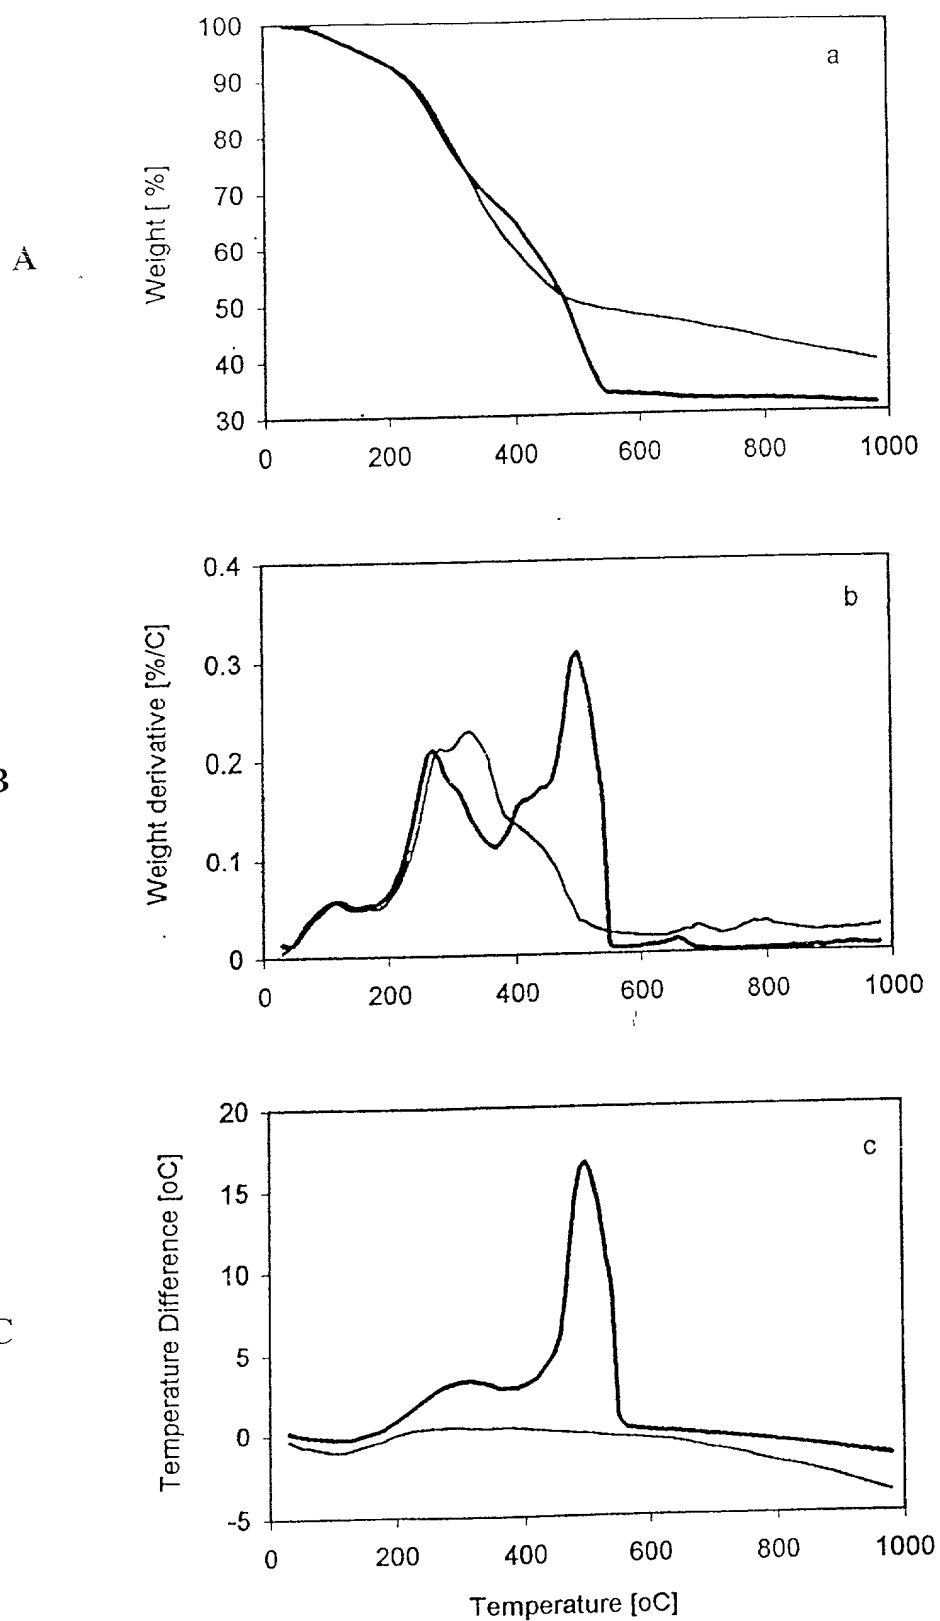 A
Weight [ %]
a
100
90
80
70
60
50
40
30
0 200 400 600 800 1000
B
Weight derivative [%/C]
b
0.4
0.3
0.2
0.1
0
0 200 400 600 800 1000
C
Temperature Difference [oC]
c
20
15
10
5
0
-5
0 200 400 600 800 1000
Temperature [oC]